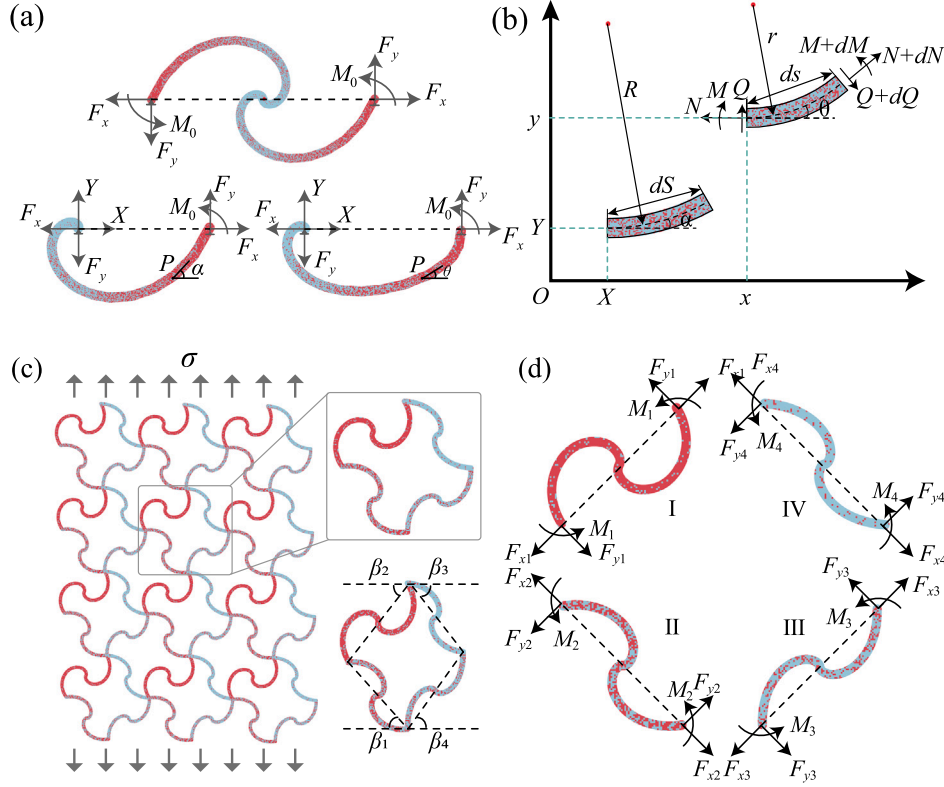 (a)
F_y
M_0
F_x
F_x
M_0
F_y
Y
F_y
M_0
F_x
X
F_x
F_y
P
α
Y
F_y
M_0
F_x
X
F_x
F_y
P
θ
(b)
r
M+dM
N+dN
ds
R
M
Q
Q+dQ
N
θ
y
dS
Y
α
O
X
x
(c)
σ
β_2
β_3
β_1
β_4
(d)
F_y1
F_x1
F_x4
M_1
F_y4
M_4
I
IV
M_4
F_y4
M_1
F_x1
F_y1
F_x4
F_x2
F_y3
F_x3
F_y2
M_2
II
III
M_3
M_2
F_y2
M_3
F_x2
F_x3
F_y3